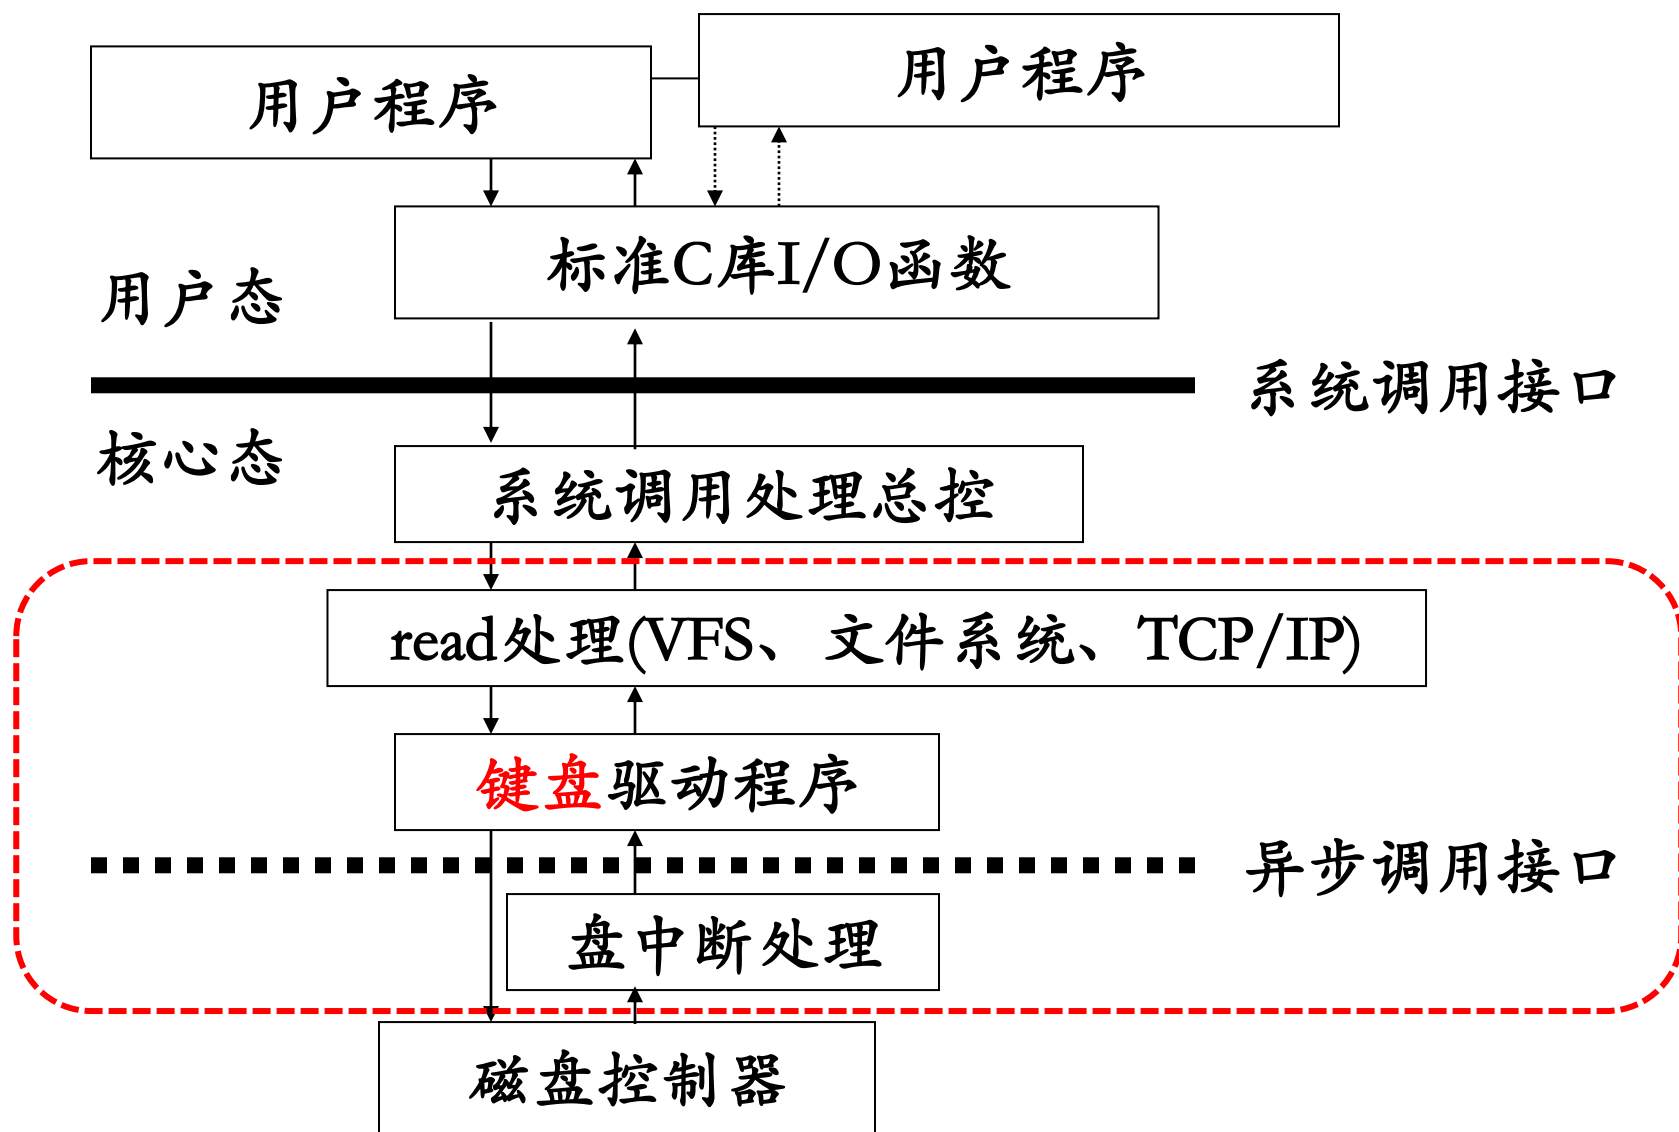 用户程序
用户程序
标准C库I/O函数
用户态
系统调用接口
核心态
系统调用处理总控
read处理(VFS、文件系统、TCP/IP)
键盘驱动程序
异步调用接口
盘中断处理
磁盘控制器